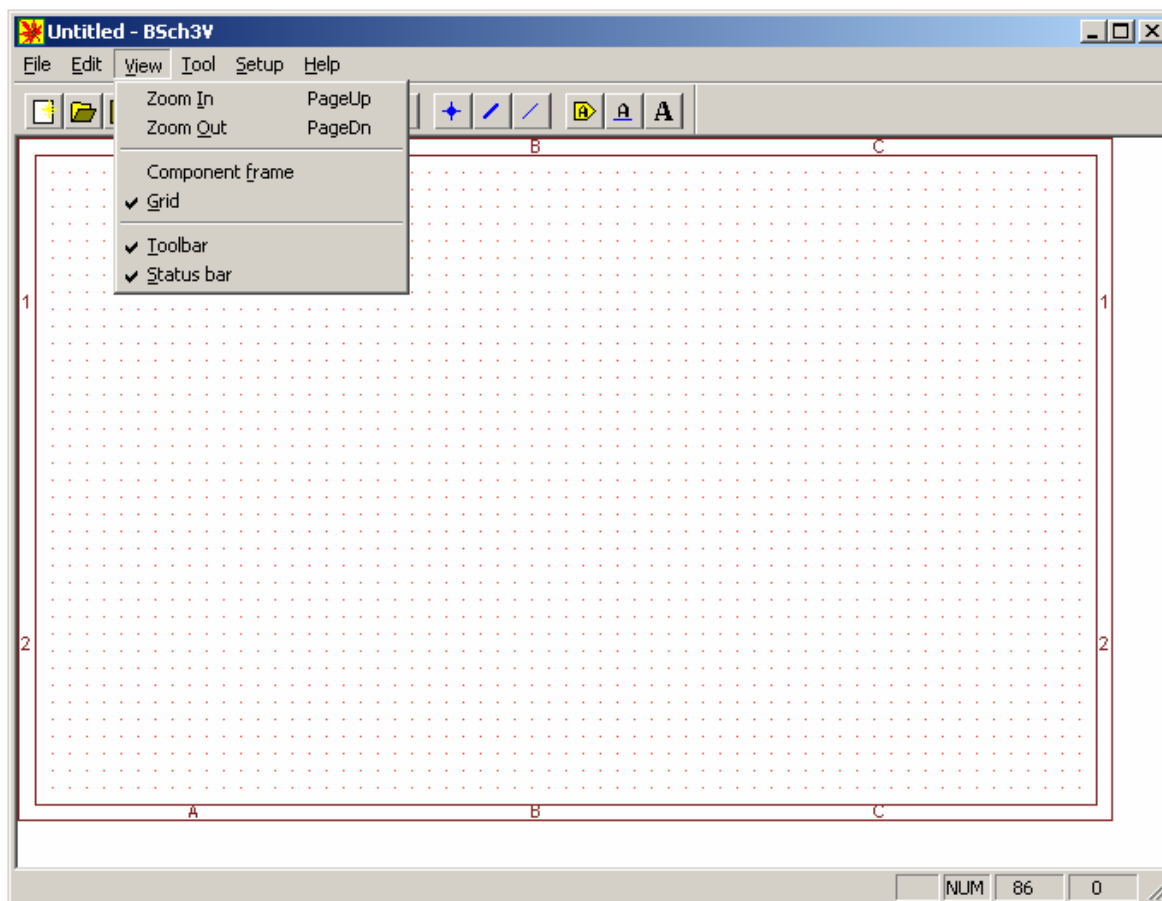 Untitled - BSch3V
File Edit View Tool Setup Help
Zoom In PageUp
Zoom Out PageDn
Component frame
Grid
Toolbar
Status bar
A A A
B C
1 1
2 2
A B C
NUM 86 0